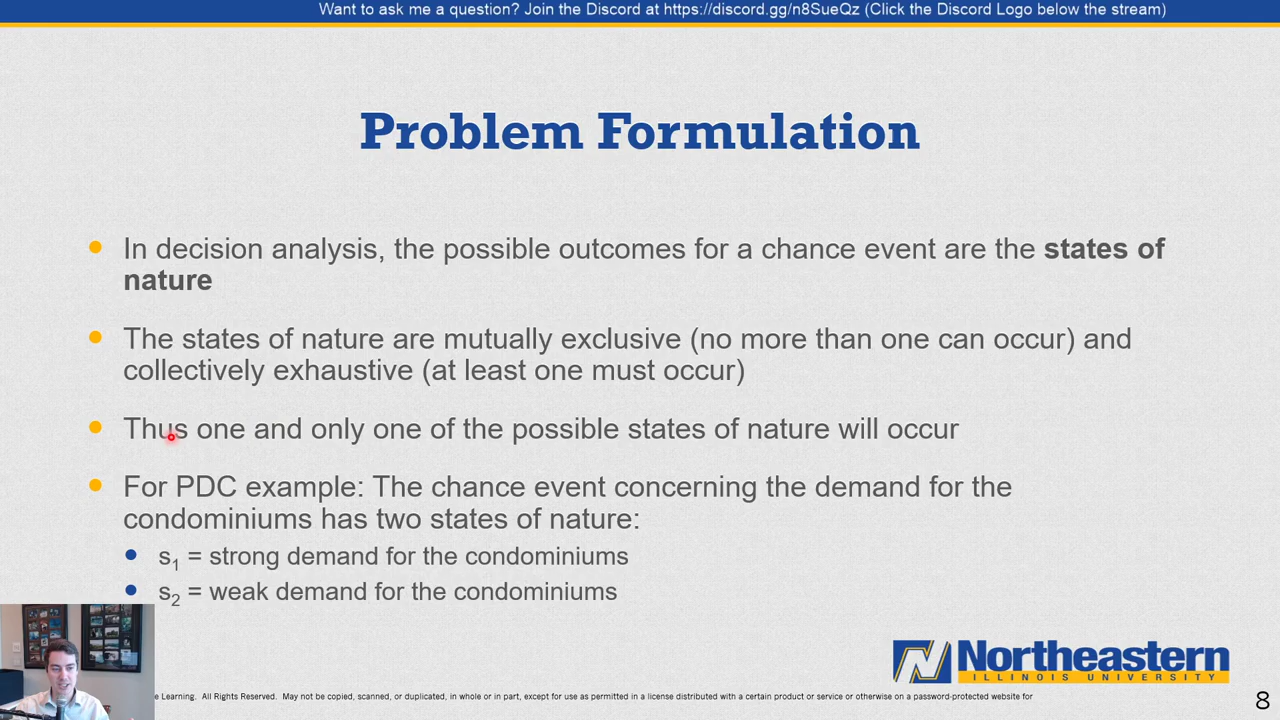 Want to ask me a question? Join the Discord at https://discord.gg/n8SueQz (Click the Discord Logo below the stream)
Problem Formulation
In decision analysis, the possible outcomes for a chance event are the states of
nature
The states of nature are mutually exclusive (no more than one can occur) and
collectively exhaustive (at least one must occur)
Thus one and only one of the possible states of nature will occur
For PDC example: The chance event concerning the demand for the
condominiums has two states of nature:
s1 = strong demand for the condominiums
s2 = weak demand for the condominiums
Northeastern
ILLINOIS UNIVERSITY
e Learning. All Rights Reserved. May not be copied, scanned, or duplicated, in whole or in part, except for use as permitted in a license distributed with a certain product or service or otherwise on a password-protected website for
8